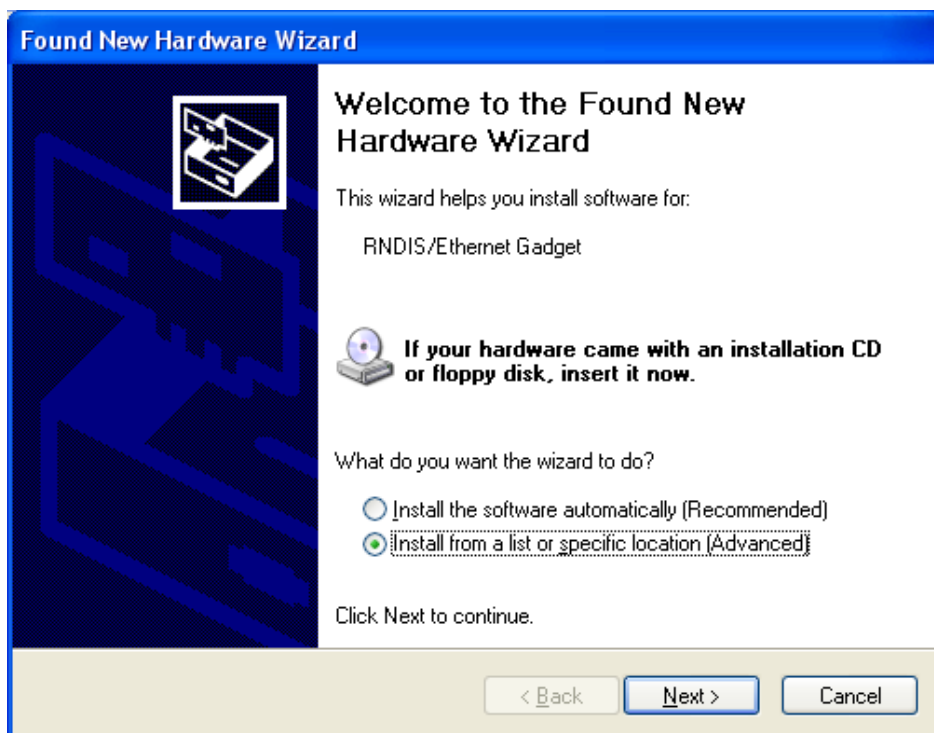 Found New Hardware Wizard
Welcome to the Found New
Hardware Wizard
This wizard helps you install software for:
RNDIS/Ethernet Gadget
If your hardware came with an installation CD
or floppy disk, insert it now.
What do you want the wizard to do?
Install the software automatically (Recommended)
Install from a list or specific location (Advanced)
Click Next to continue.
< Back Next > Cancel